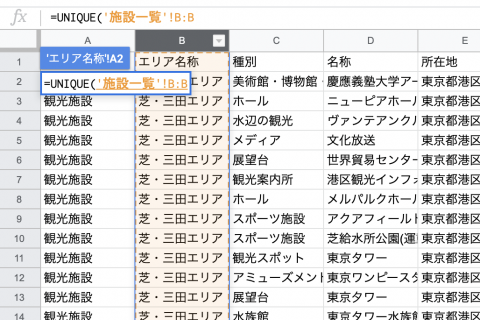 fx =UNIQUE('施設一覧'!B:B
A B C D E
'エリア名称'!A2
1 エリア名称 種別 名称 所在地
=UNIQUE('施設一覧'!B:B
2 エリア 美術館・博物館・ 慶應義塾大学アー 東京都港区
3 観光施設 芝・三田エリア ホール ニューピアホール 東京都港区
4 観光施設 芝・三田エリア 水辺の観光 ヴァンテアンクル 東京都港区
5 観光施設 芝・三田エリア メディア 文化放送 東京都港区
6 観光施設 芝・三田エリア 展望台 世界貿易センター 東京都港区
7 観光施設 芝・三田エリア 観光案内所 港区観光インフォ 東京都港区
8 観光施設 芝・三田エリア ホール メルパルクホール 東京都港区
9 観光施設 芝・三田エリア スポーツ施設 アクアフィールド 東京都港区
10 観光施設 芝・三田エリア スポーツ施設 芝給水所公園(運 東京都港区
11 観光施設 芝・三田エリア 観光スポット 東京タワー 東京都港区
12 観光施設 芝・三田エリア アミューズメント 東京ワンピースタ 東京都港区
13 観光施設 芝・三田エリア 展望台 東京タワー 東京都港区
14 観光施設 芝・三田エリア 水族館 東京タワー水族館 東京都港区